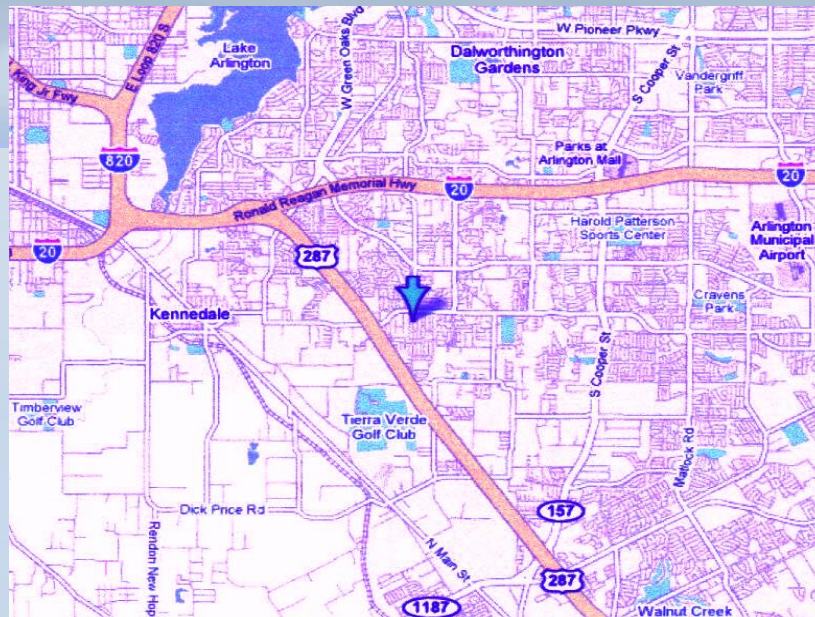 W Pioneer Pkwy
Lake
Arlington
W Green Oaks Blvd
Dalworthington
Gardens
S Cooper St
E Loop 820 S
King Jr. Fwy
Vandergriff
Park
820
Parks at
Arlington Mall
20
20
Ronald Reagan Memorial Hwy
Harold Patterson
Sports Center
Arlington
Municipal
Airport
20
287
Cravens
Park
Kennedale
S Cooper St
Timberview
Golf Club
Tierra Verde
Golf Club
Matlock Rd
Dick Price Rd
157
Rendon New Hop
N Main St
287
1187
Walnut Creek